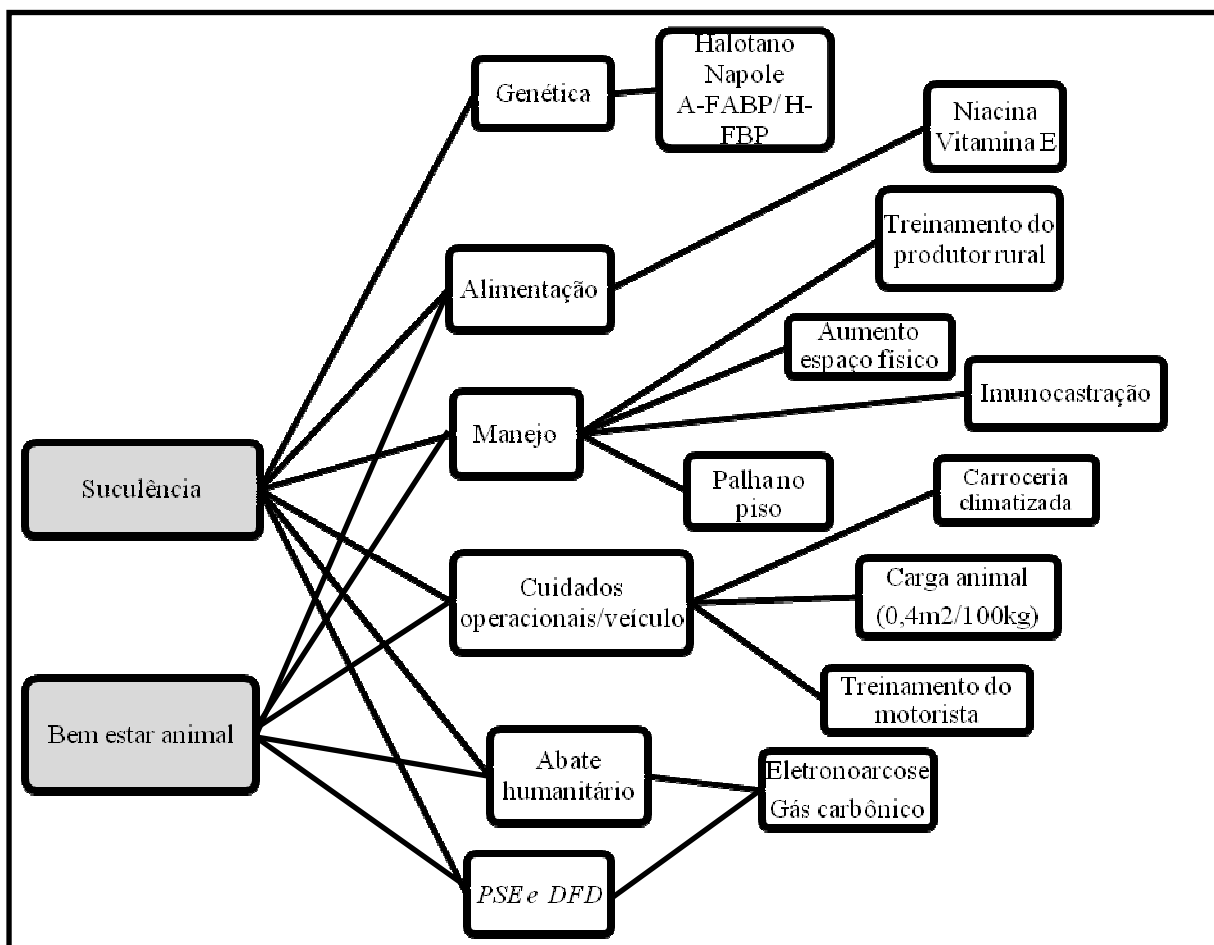 Halotano
Napole
A-FABP/ H-
FBP
Genética
Niacina
Vitamina E
Treinamento do
produtor rural
Alimentação
Aumento
espaço físico
Imunocastração
Manejo
Suculência
Palha no
piso
Carroceria
climatizada
Cuidados
operacionais/veículo
Carga animal
(0,4m2/100kg)
Treinamento do
motorista
Bem estar animal
Abate
humanitário
Eletronoarcose
Gás carbônico
PSE e DFD